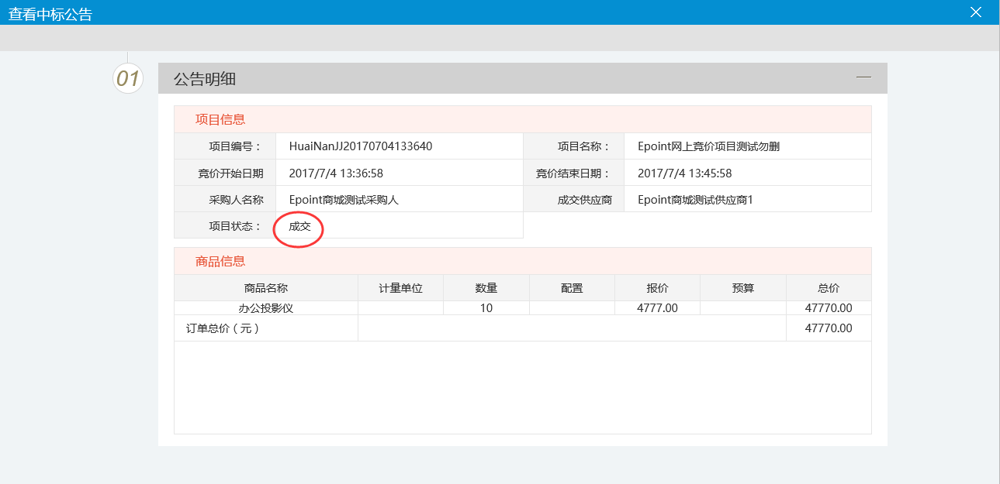 查看中标公告
01
公告明细
项目信息
项目编号： HuaiNanJJ20170704133640 项目名称： Epoint网上竞价项目测试勿删
竞价开始日期 2017/7/4 13:36:58 竞价结束日期： 2017/7/4 13:45:58
采购人名称 Epoint商城测试采购人 成交供应商 Epoint商城测试供应商1
项目状态： 成交
商品信息
商品名称 计量单位 数量 配置 报价 预算 总价
办公投影仪 10 4777.00 47770.00
订单总价（元） 47770.00